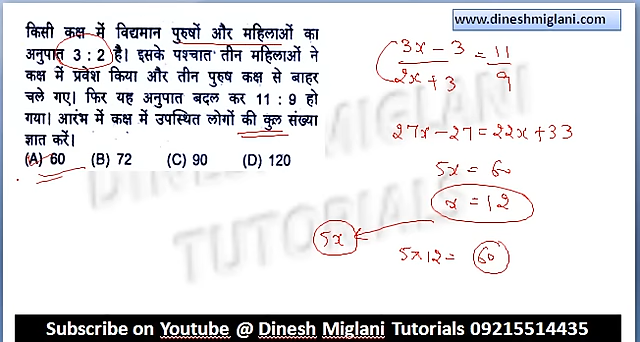 www.dineshmiglani.com
किसी कक्ष में विद्यमान पुरुषों और महिलाओं का
अनुपात 3 : 2 है। इसके पश्चात तीन महिलाओं ने
कक्ष में प्रवेश किया और तीन पुरुष कक्ष से बाहर
चले गए। फिर यह अनुपात बदल कर 11 : 9 हो
गया। आरंभ में कक्ष में उपस्थित लोगों की कुल संख्या
ज्ञात करें।
(A) 60 (B) 72 (C) 90 (D) 120
3x - 3 / 2x + 3 = 11 / 9
27x - 27 = 22x + 33
5x = 60
x = 12
5x
5x12 = 60
DINESH MIGLANI
TUTORIALS
Subscribe on Youtube @ Dinesh Miglani Tutorials 09215514435